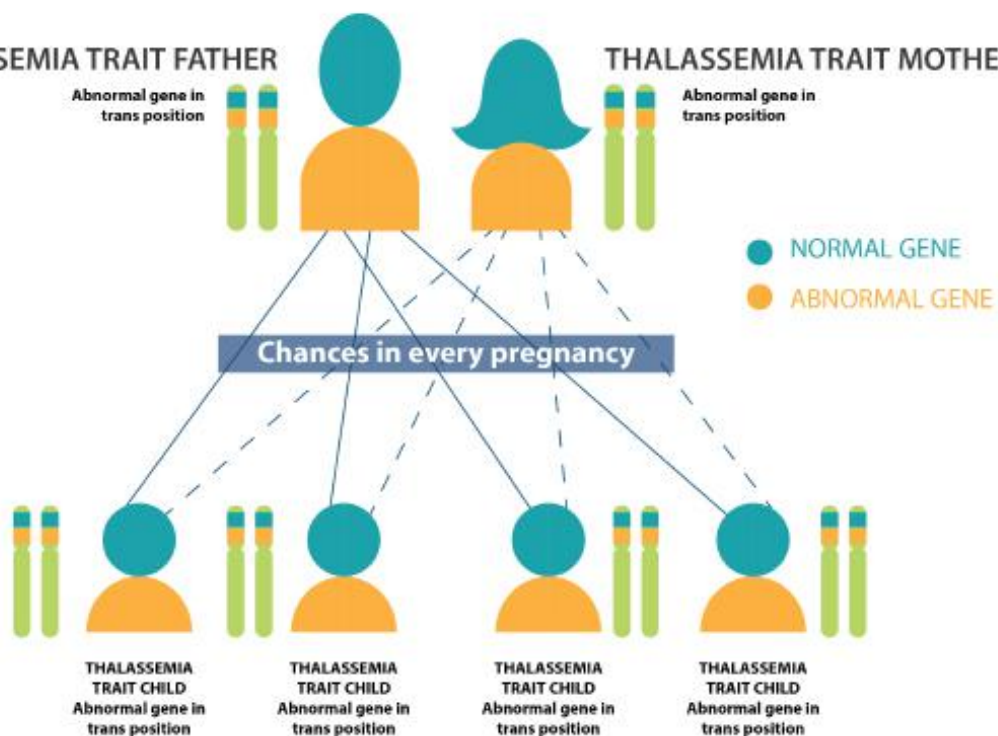 SEMIA TRAIT FATHER
Abnormal gene in
trans position
THALASSEMIA TRAIT MOTHE
Abnormal gene in
trans position
NORMAL GENE
ABNORMAL GENE
Chances in every pregnancy
THALASSEMIA
TRAIT CHILD
Abnormal gene in
trans position
THALASSEMIA
TRAIT CHILD
Abnormal gene in
trans position
THALASSEMIA
TRAIT CHILD
Abnormal gene in
trans position
THALASSEMIA
TRAIT CHILD
Abnormal gene in
trans position